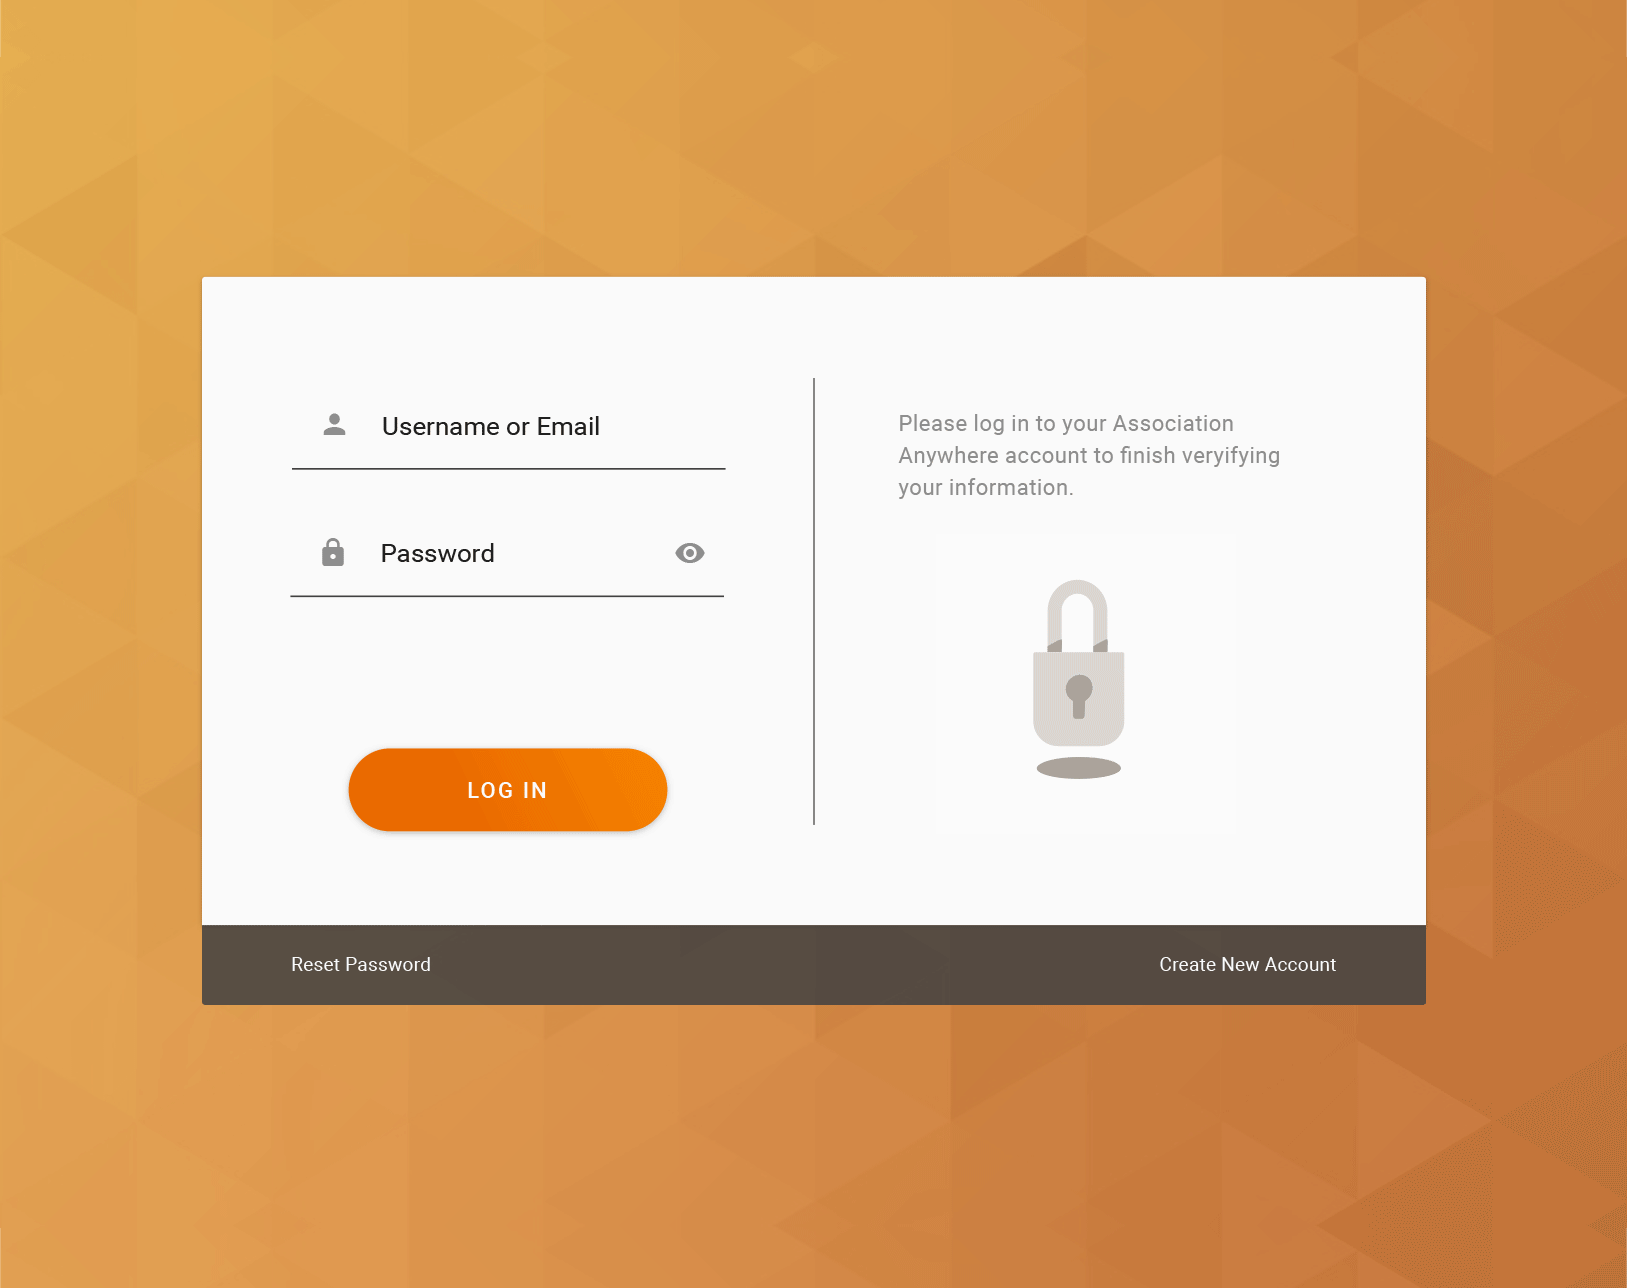 Username or Email
Password
LOG IN
Please log in to your Association
Anywhere account to finish veryifying
your information.
Reset Password
Create New Account